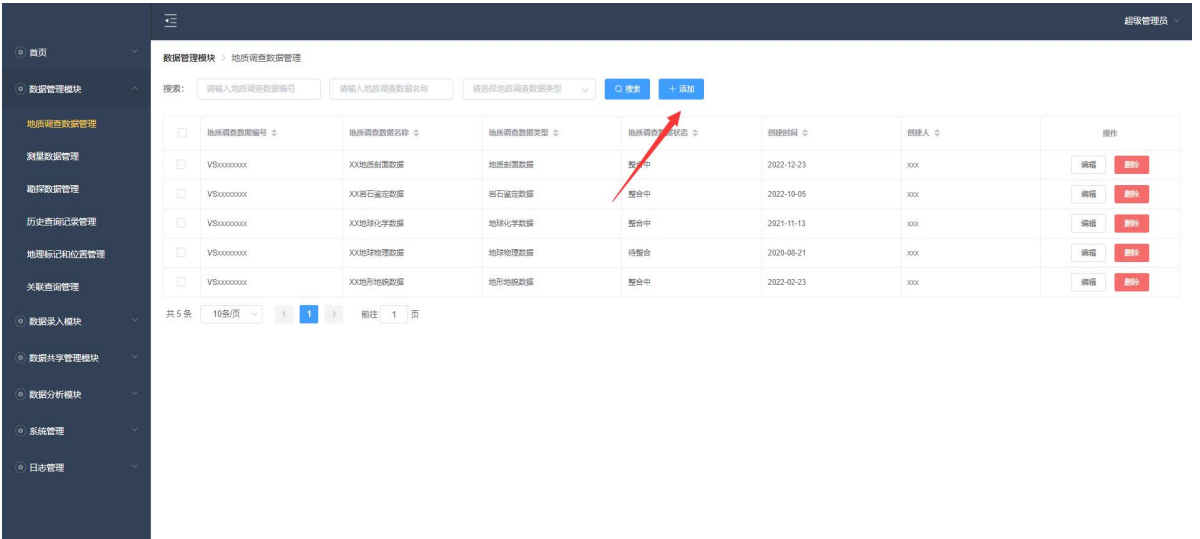 超级管理员
首页
数据管理模块
地质调查数据管理
测量数据管理
勘探数据管理
历史查询记录管理
地理标记和位置管理
关联查询管理
数据录入模块
数据共享管理模块
数据分析模块
系统管理
日志管理
数据管理模块 > 地质调查数据管理
搜索: 请输入地质调查数据编号 请输入地质调查数据名称 请选择地质调查数据类型 搜索 + 添加
地质调查数据编号 地质调查数据名称 地质调查数据类型 地质调查数据状态 创建时间 创建人 操作
VSxxxxxxxx XX地质剖面数据 地质剖面数据 整合中 2022-12-23 xxx 编辑 删除
VSxxxxxxxx XX岩石鉴定数据 岩石鉴定数据 整合中 2022-10-05 xxx 编辑 删除
VSxxxxxxxx XX地球化学数据 地球化学数据 整合中 2021-11-13 xxx 编辑 删除
VSxxxxxxxx XX地球物理数据 地球物理数据 待整合 2020-08-21 xxx 编辑 删除
VSxxxxxxxx XX地形地貌数据 地形地貌数据 整合中 2022-02-23 xxx 编辑 删除
共 5 条 10条/页 < 1 > 前往 1 页